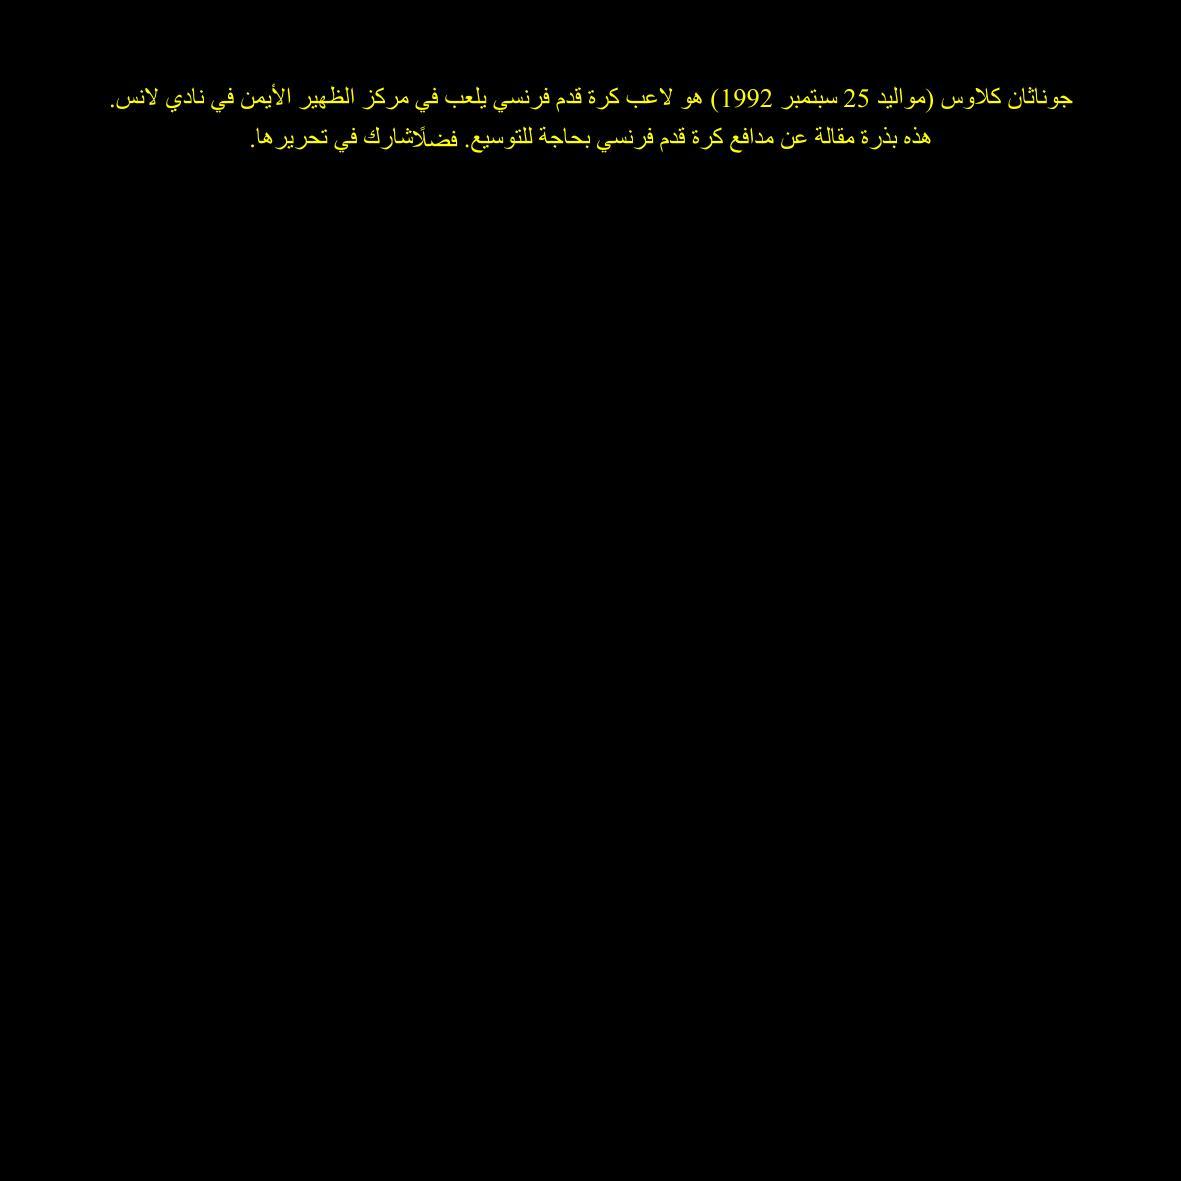 جوناثان كلاوس (مواليد 25 سبتمبر 1992) هو لاعب كرة قدم فرنسي يلعب في مركز الظهير الأيمن في نادي لانس.
هذه بذرة مقالة عن مدافع كرة قدم فرنسي بحاجة للتوسيع. فضلًاشارك في تحريرها.